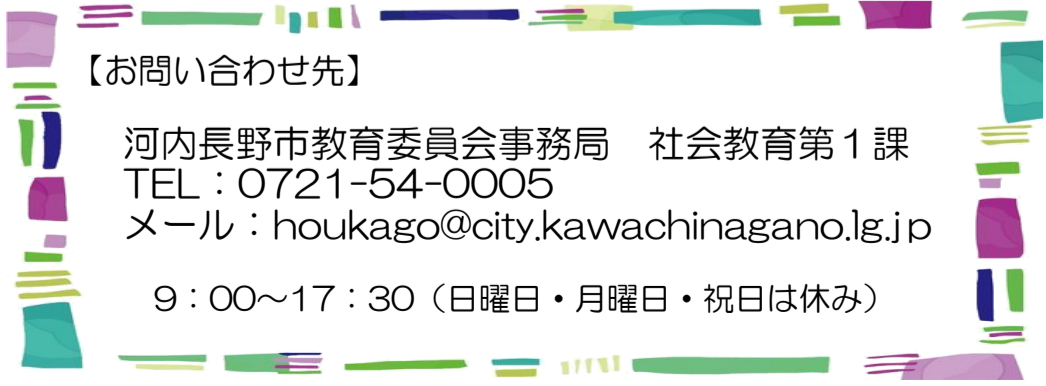 【お問い合わせ先】
河内長野市教育委員会事務局　社会教育第１課
TEL：0721-54-0005
メール：houkago@city.kawachinagano.lg.jp
９：00～17：30（日曜日・月曜日・祝日は休み）